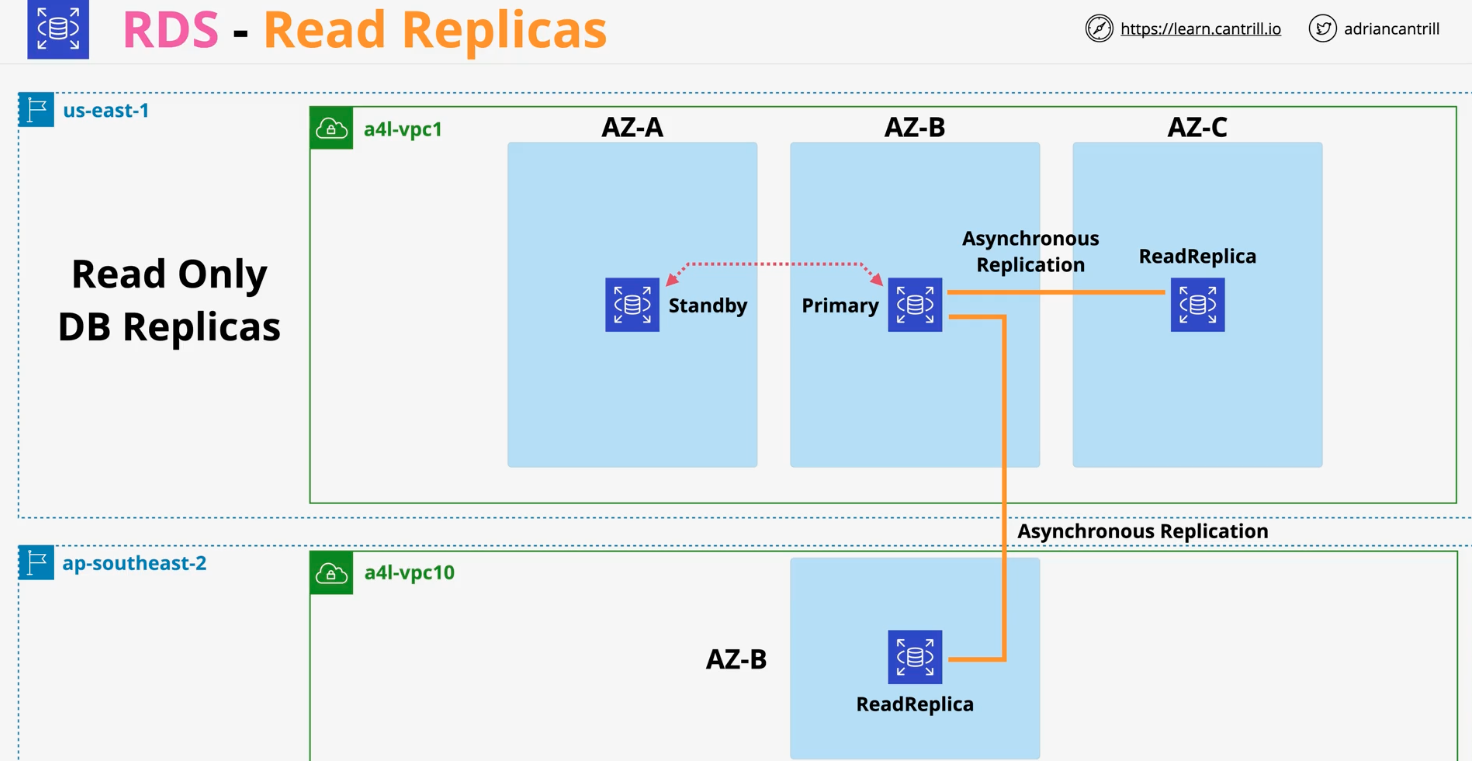 RDS - Read Replicas
https://learn.cantrill.io
adriancantrill
us-east-1
a4l-vpc1
AZ-A
AZ-B
AZ-C
Read Only
DB Replicas
Asynchronous
Replication
ReadReplica
Standby
Primary
Asynchronous Replication
ap-southeast-2
a4l-vpc10
AZ-B
ReadReplica